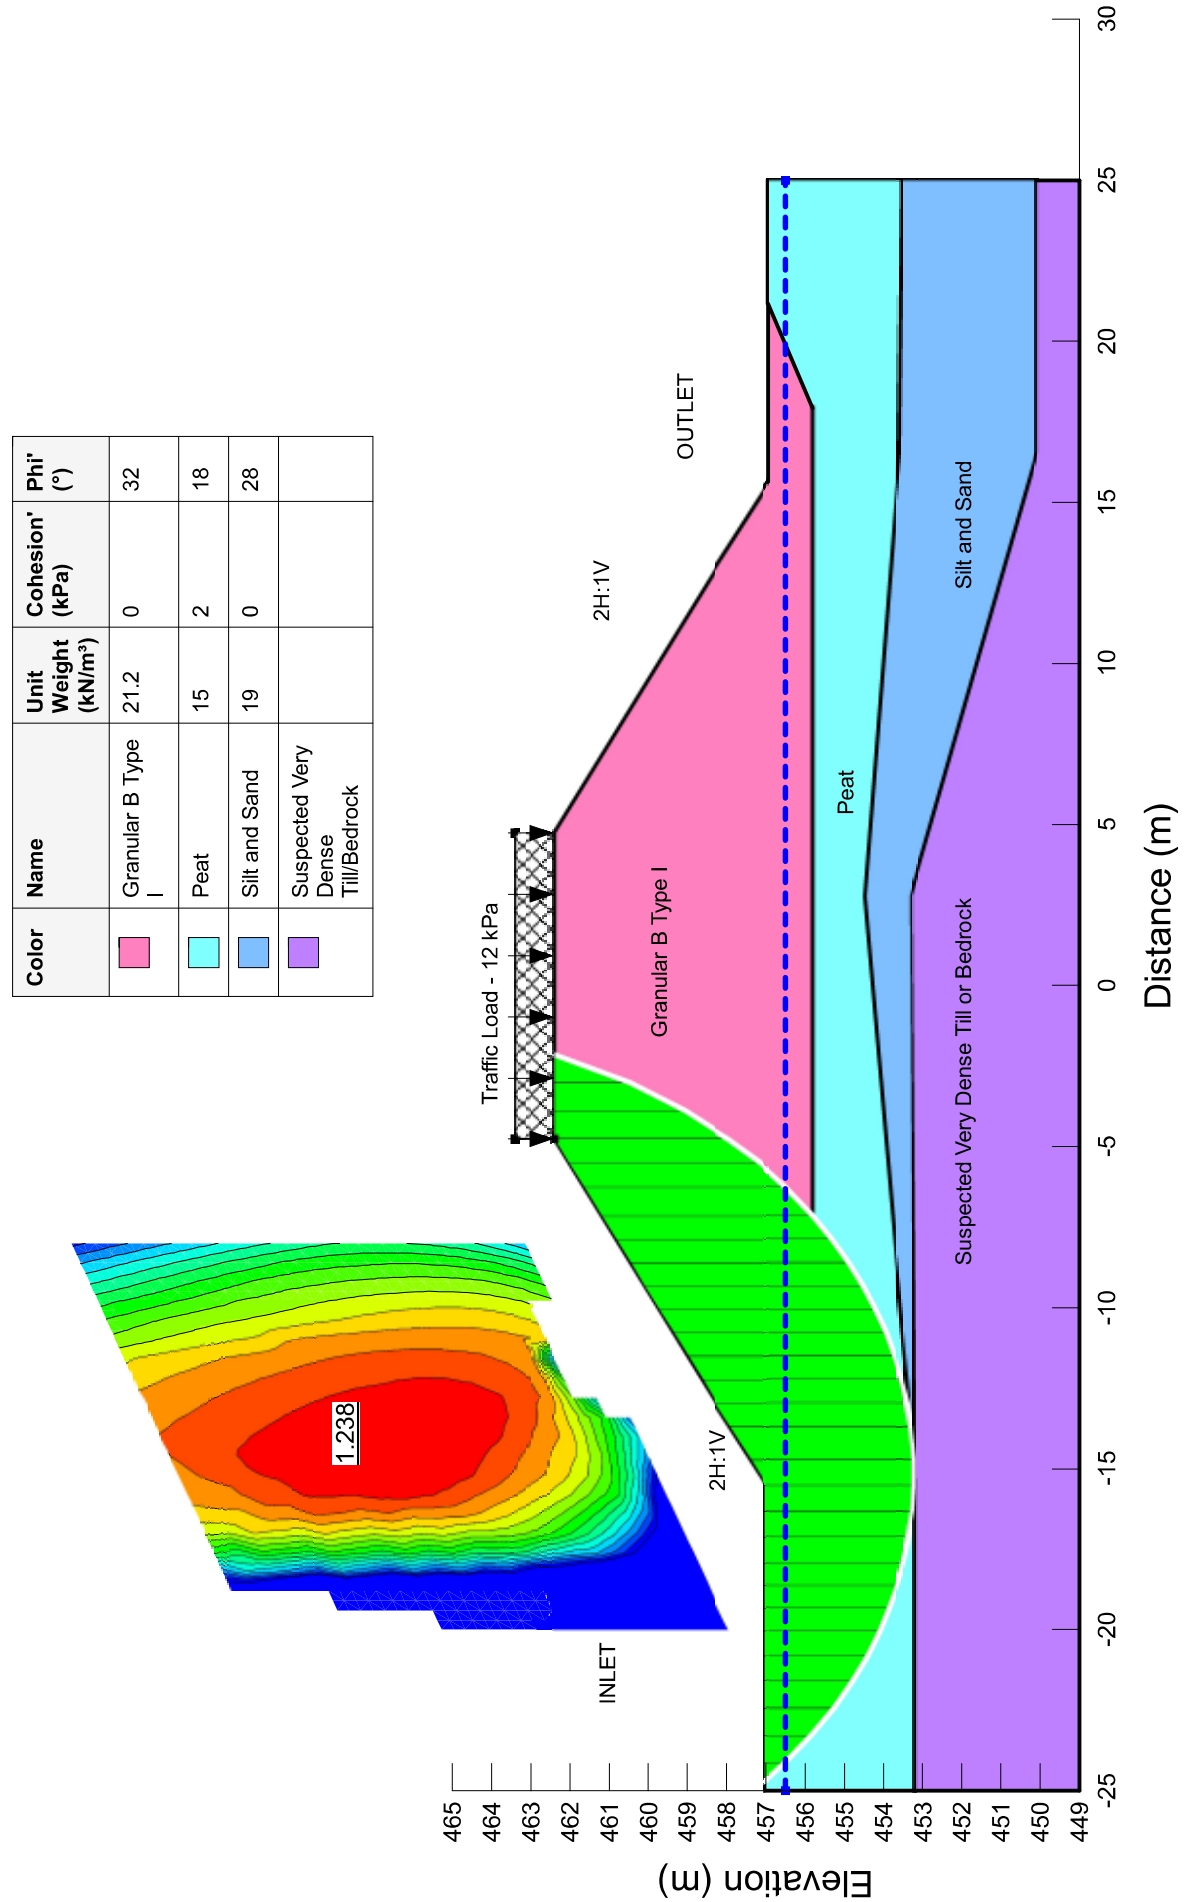 Color Name Unit Weight (kN/m³) Cohesion' (kPa) Phi' (°)
Granular B Type I 21.2 0 32
Peat 15 2 18
Silt and Sand 19 0 28
Suspected Very Dense Till/Bedrock
1.238
Traffic Load - 12 kPa
INLET
2H:1V
2H:1V
OUTLET
Granular B Type I
Peat
Silt and Sand
Suspected Very Dense Till or Bedrock
Elevation (m)
465
464
463
462
461
460
459
458
457
456
455
454
453
452
451
450
449
-25 -20 -15 -10 -5 0 5 10 15 20 25 30
Distance (m)